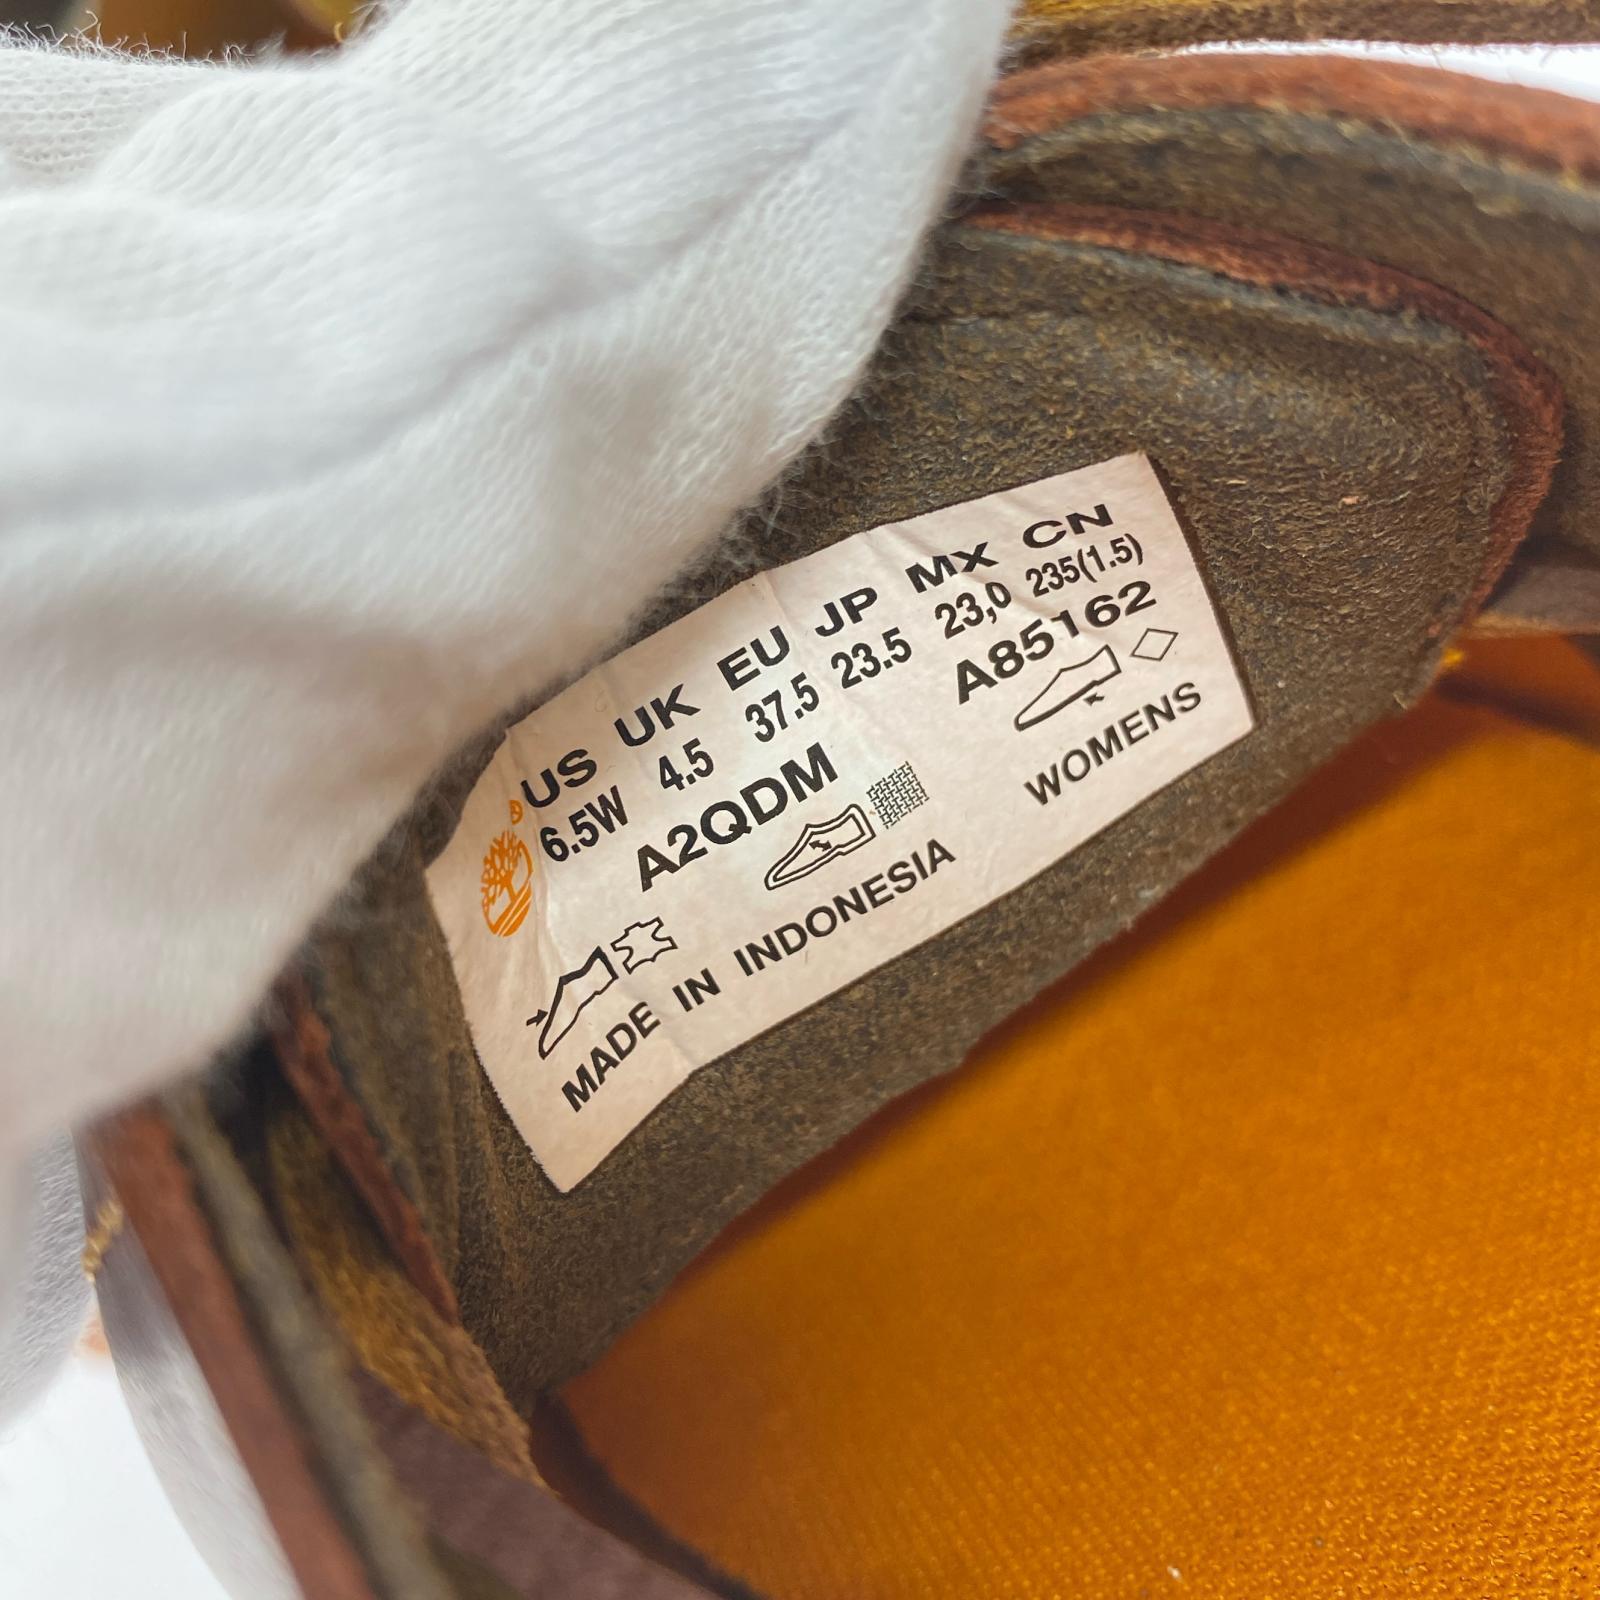 US UK EU JP MX CN
6.5W 4.5 37.5 23.5 23,0 235(1.5)
A2QDM A85162
WOMENS
MADE IN INDONESIA